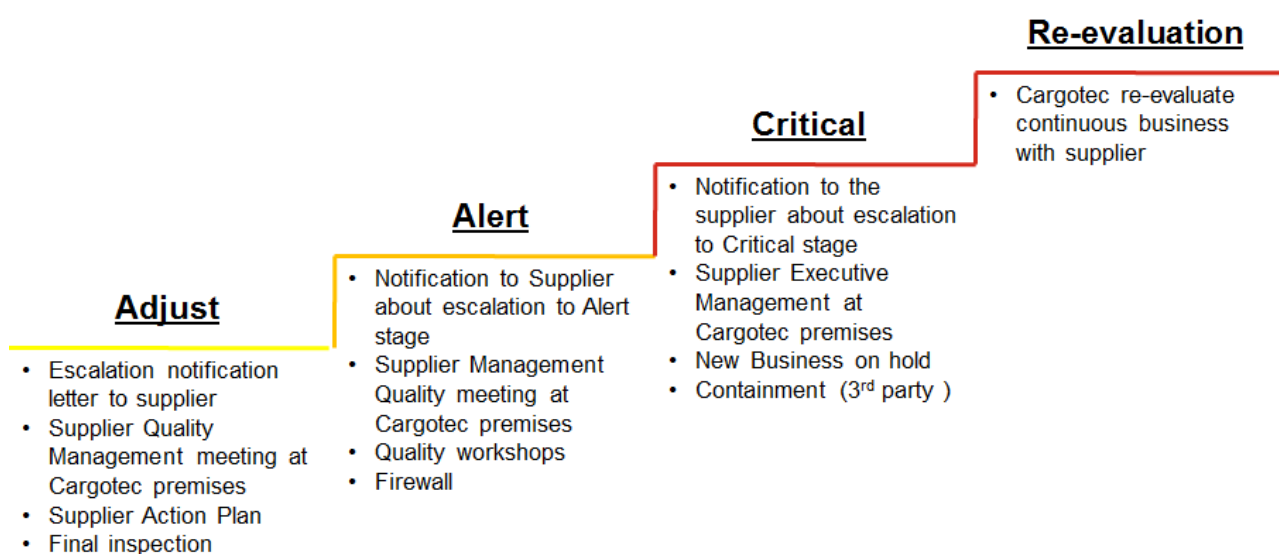 Re-evaluation
• Cargotec re-evaluate
continuous business
with supplier
Critical
• Notification to the
supplier about escalation
to Critical stage
• Supplier Executive
Management at
Cargotec premises
• New Business on hold
• Containment (3rd party )
Alert
• Notification to Supplier
about escalation to Alert
stage
• Supplier Management
Quality meeting at
Cargotec premises
• Quality workshops
• Firewall
Adjust
• Escalation notification
letter to supplier
• Supplier Quality
Management meeting at
Cargotec premises
• Supplier Action Plan
• Final inspection